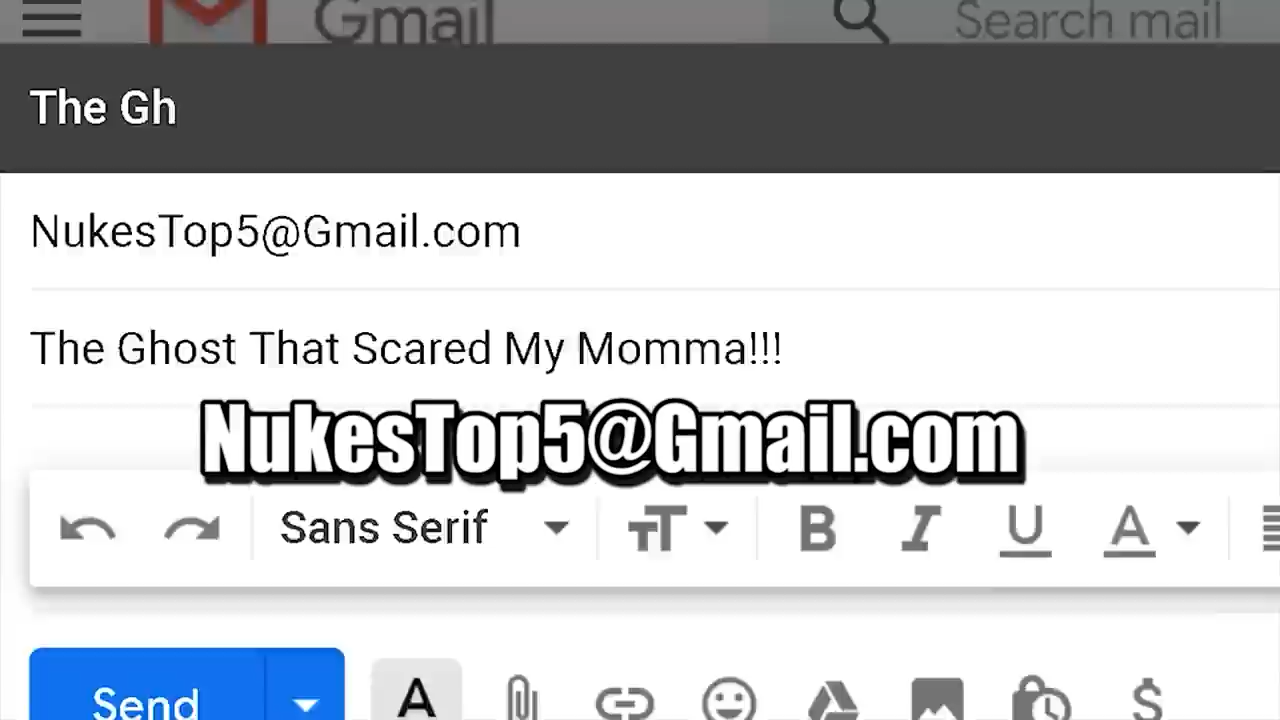 Gmail
Search mail
The Gh
NukesTop5@Gmail.com
The Ghost That Scared My Momma!!!
NukesTop5@Gmail.com
Sans Serif
TT B I U A
Send
A
$